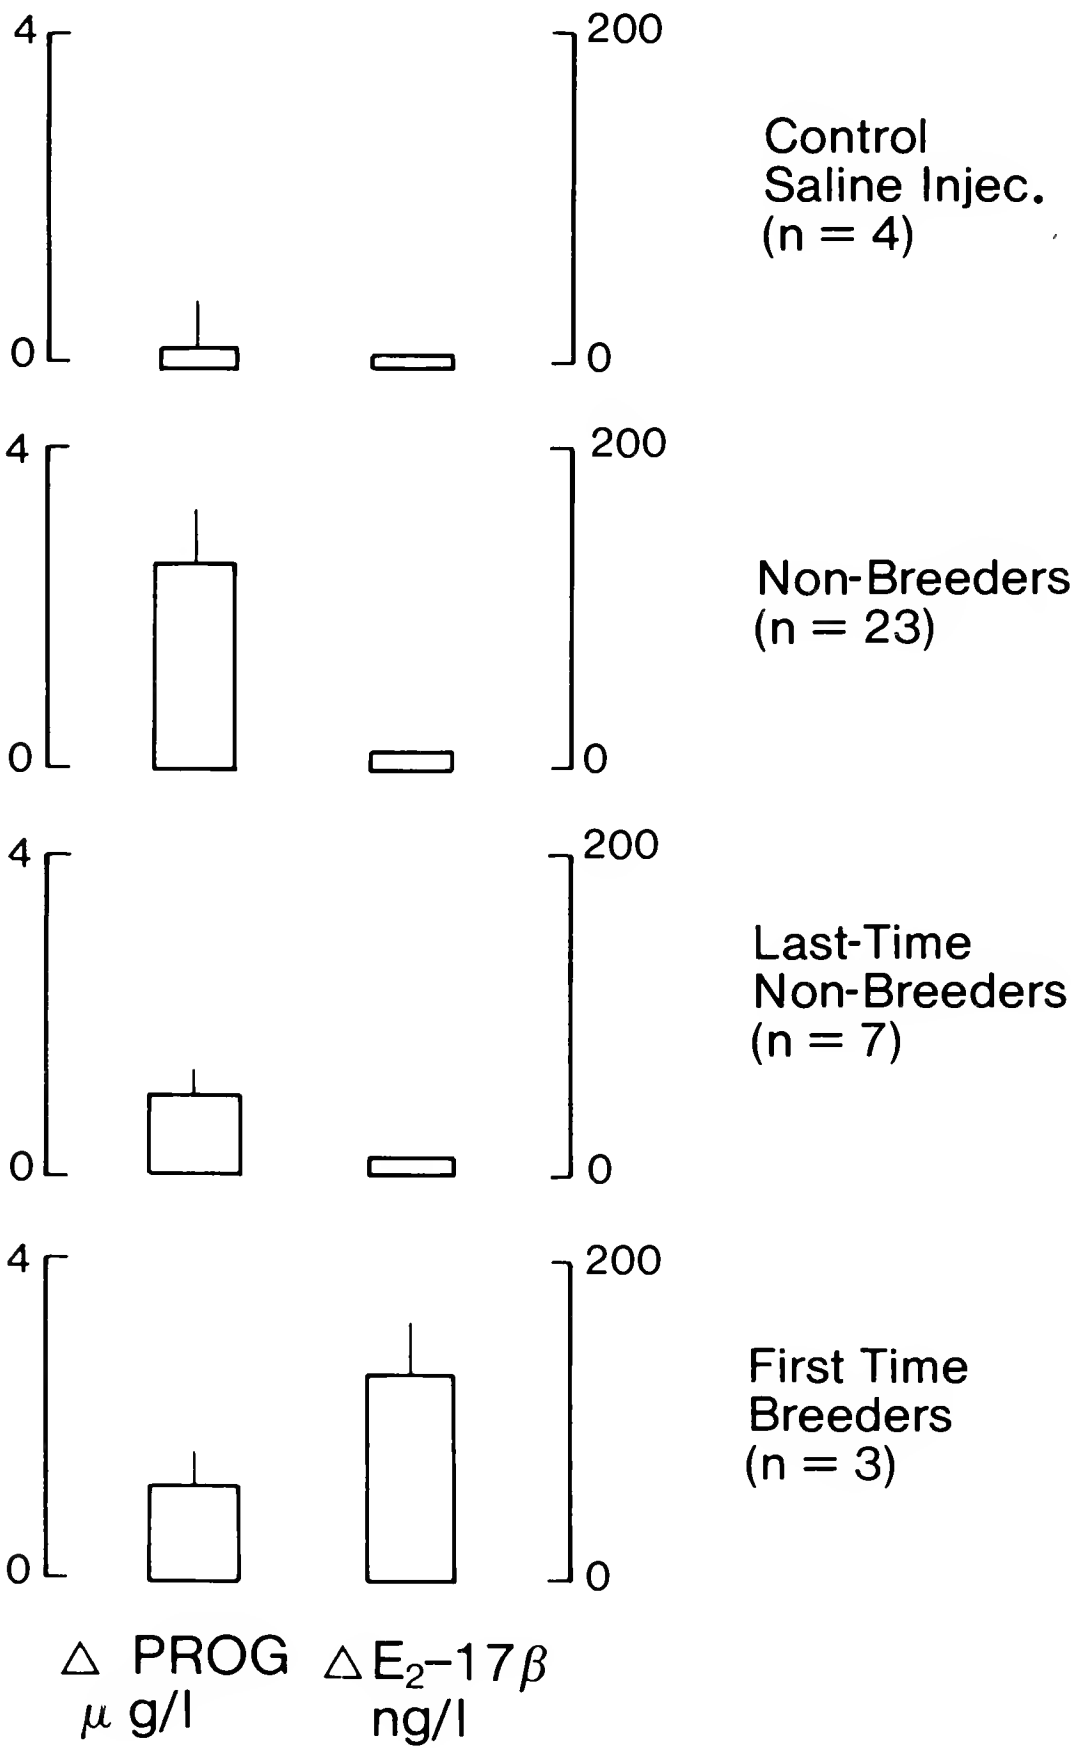 4
200
Control
Saline Injec.
(n = 4)
0
0
4
200
Non-Breeders
(n = 23)
0
0
4
200
Last-Time
Non-Breeders
(n = 7)
0
0
4
200
First Time
Breeders
(n = 3)
0
0
△ PROG
μ g/l
△ E₂-17β
ng/l